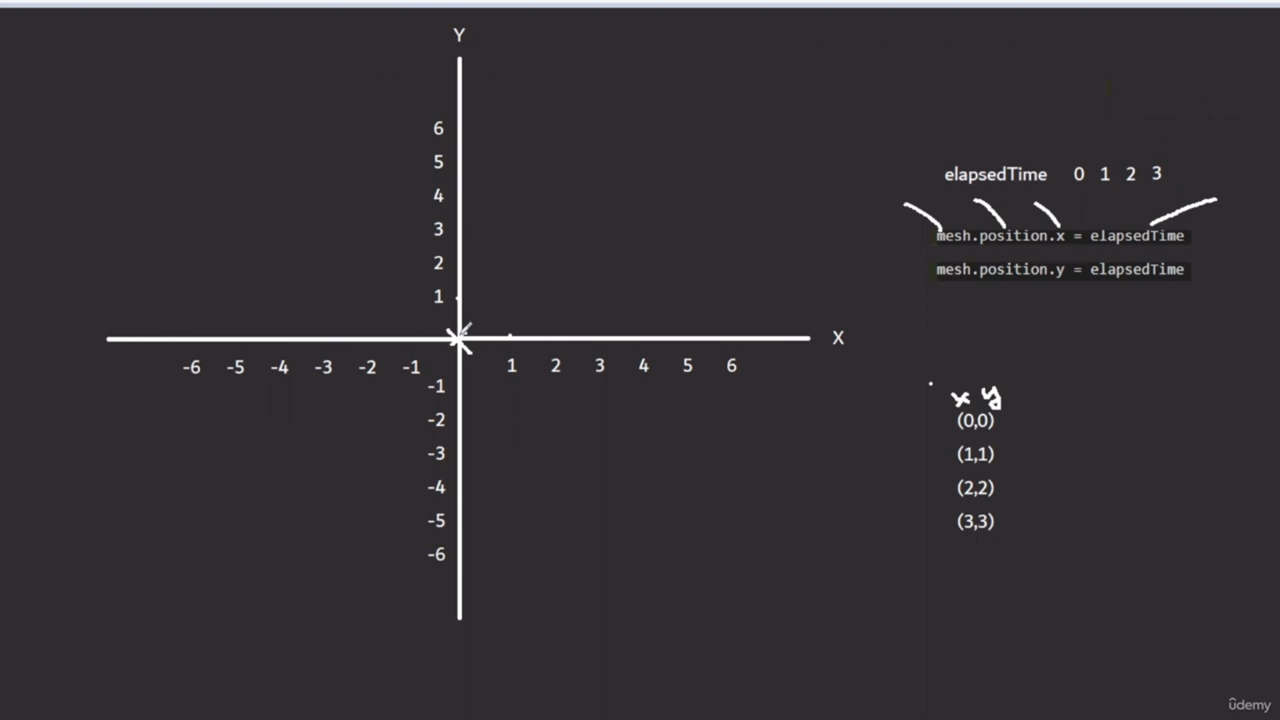 Y
6
5
4
3
2
1
X
-6 -5 -4 -3 -2 -1 1 2 3 4 5 6
-1
-2
-3
-4
-5
-6
elapsedTime 0 1 2 3
mesh.position.x = elapsedTime
mesh.position.y = elapsedTime
x y
(0,0)
(1,1)
(2,2)
(3,3)
ûdemy